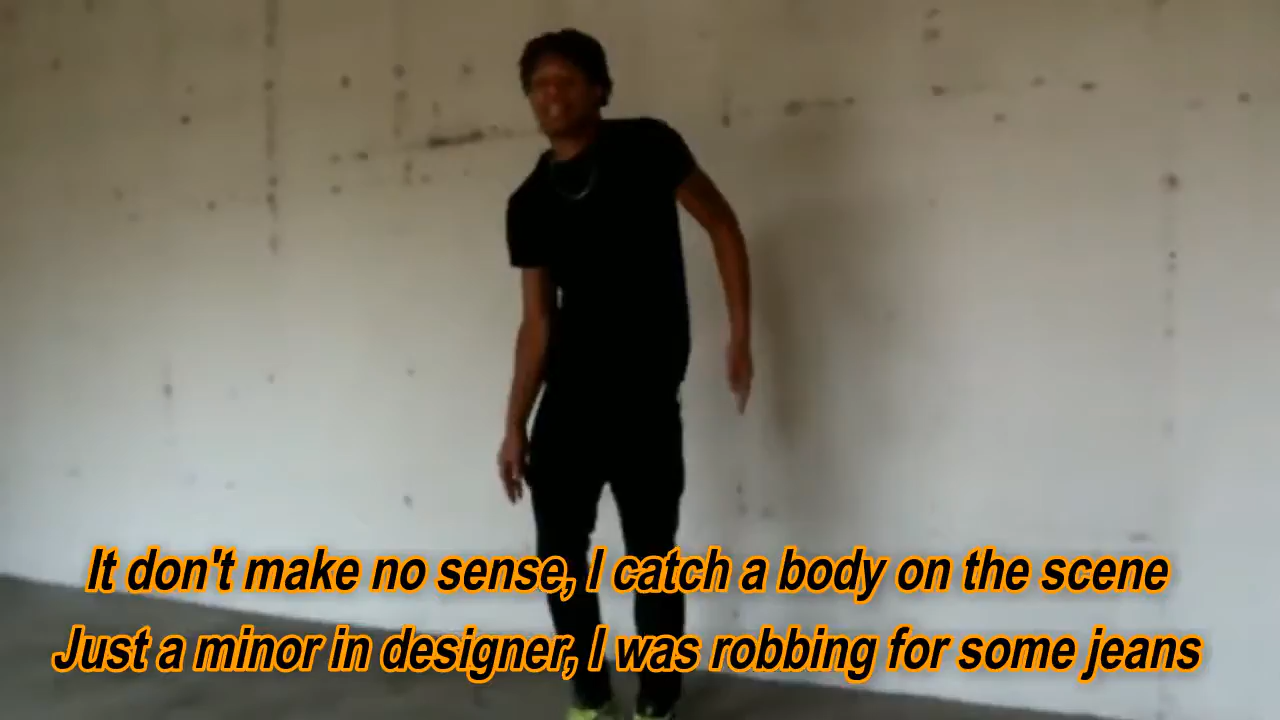 It don't make no sense, I catch a body on the scene
Just a minor in designer, I was robbing for some jeans